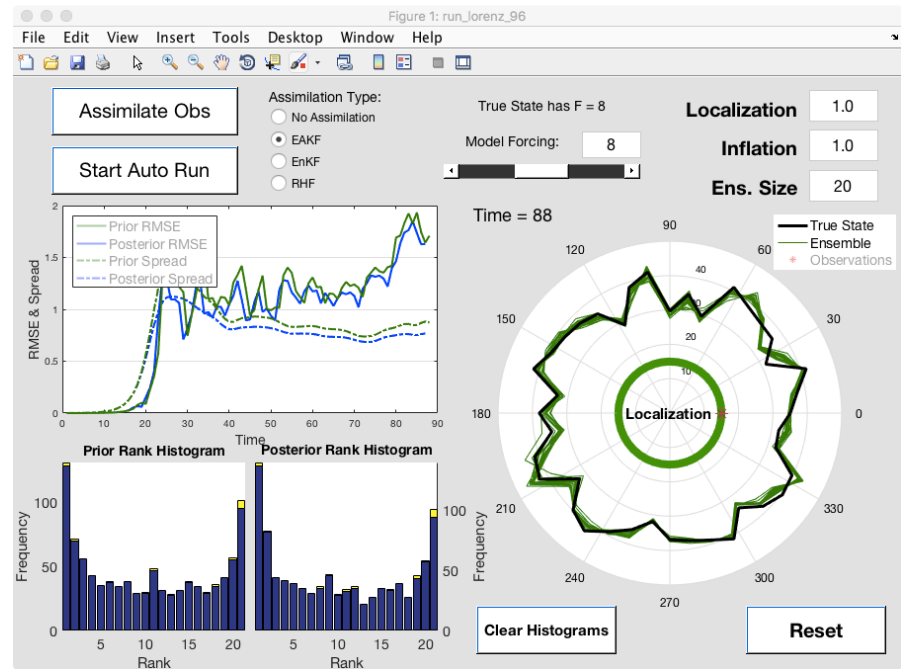 Figure 1: run_lorenz_96
File Edit View Insert Tools Desktop Window Help
Assimilate Obs
Start Auto Run
Assimilation Type:
No Assimilation
EAKF
EnKF
RHF
True State has F = 8
Model Forcing: 8
Localization 1.0
Inflation 1.0
Ens. Size 20
2
1.5
1
0.5
0
RMSE & Spread
Prior RMSE
Posterior RMSE
Prior Spread
Posterior Spread
0 10 20 30 40 50 60 70 80 90
Time
Time = 88
True State
Ensemble
Observations
90
120 60
150 30
180 0
210 330
240 300
270
40
30
20
10
Localization
Prior Rank Histogram
100
50
0
Frequency
5 10 15 20
Rank
Posterior Rank Histogram
100
50
0
Frequency
5 10 15 20
Rank
Clear Histograms
Reset